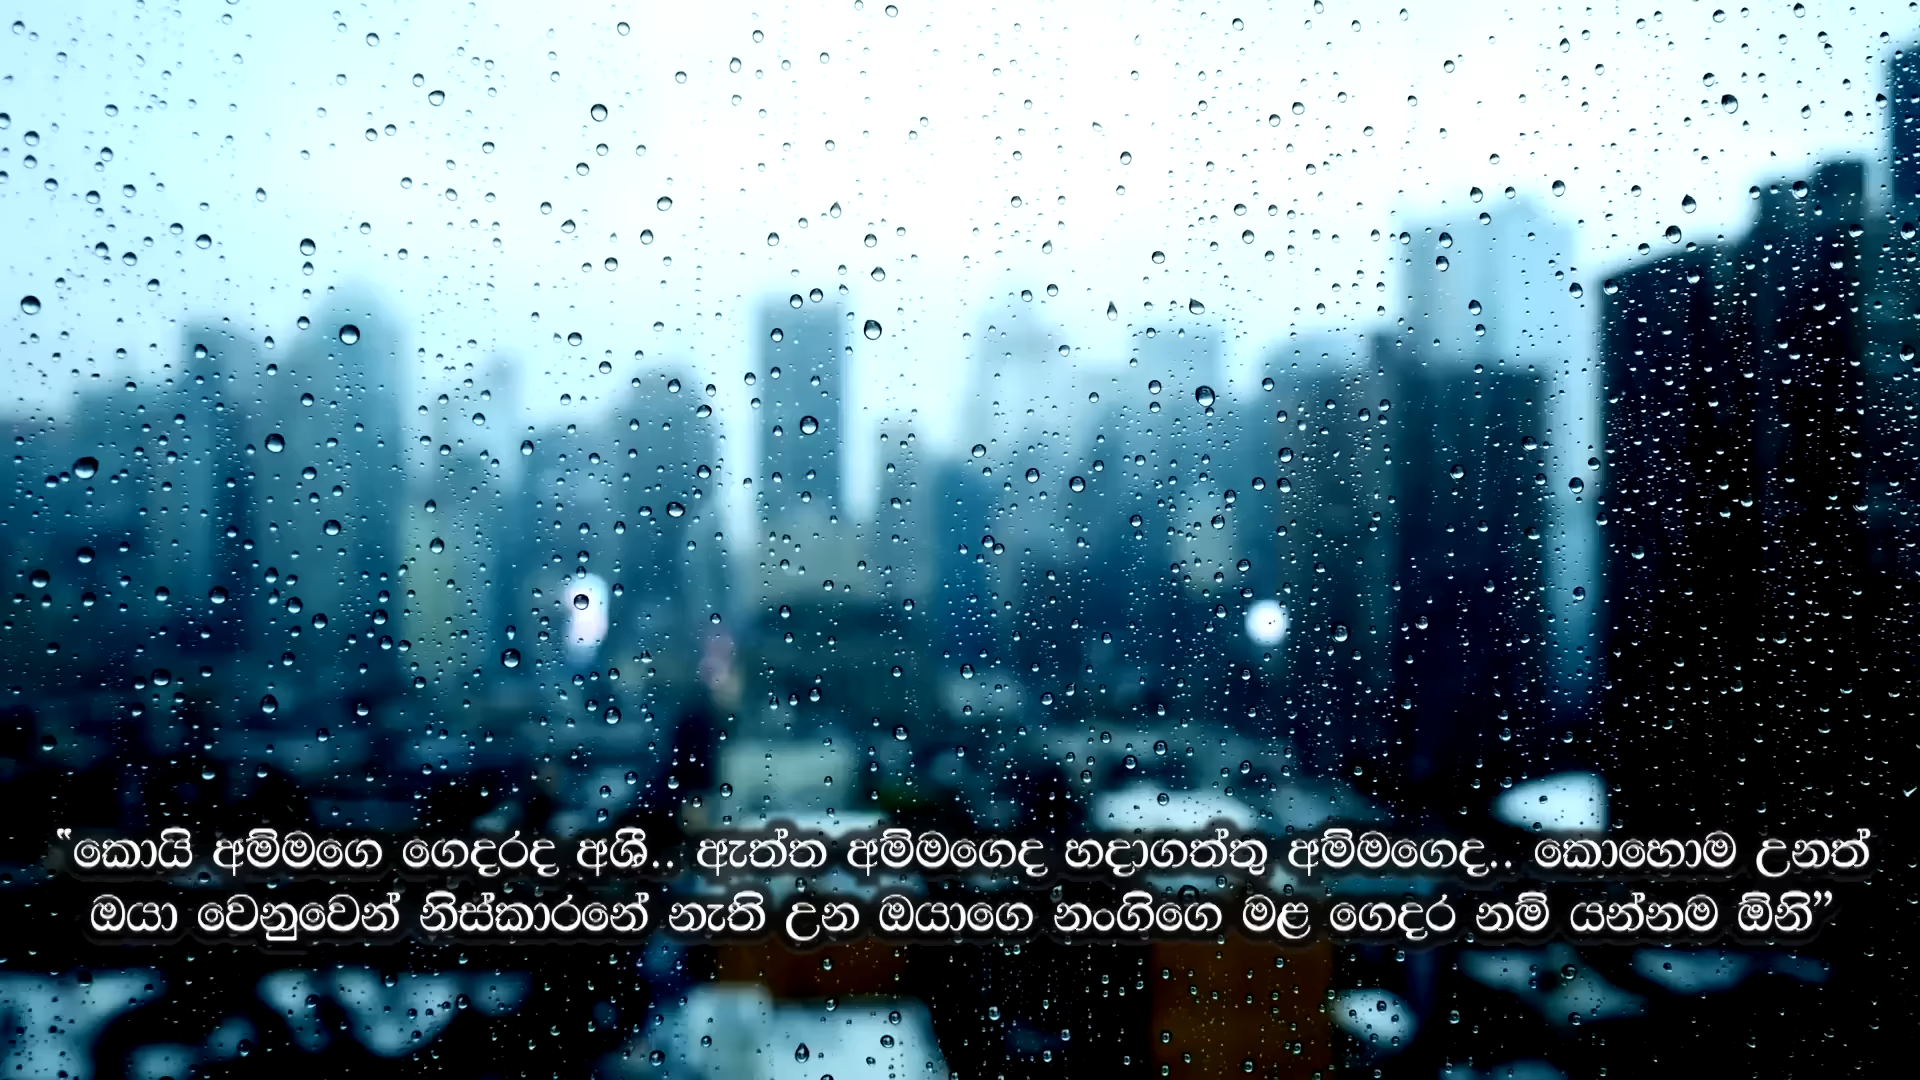 “කොයි අම්මගෙ ගෙදරද අශී.. ඇත්ත අම්මගෙද හදාගත්තු අම්මගෙද.. කොහොම උනත්
ඔයා වෙනුවෙන් නිස්කාරනේ නැති උන ඔයාගෙ නංගිගෙ මළ ගෙදර නම් යන්නම ඕනි”